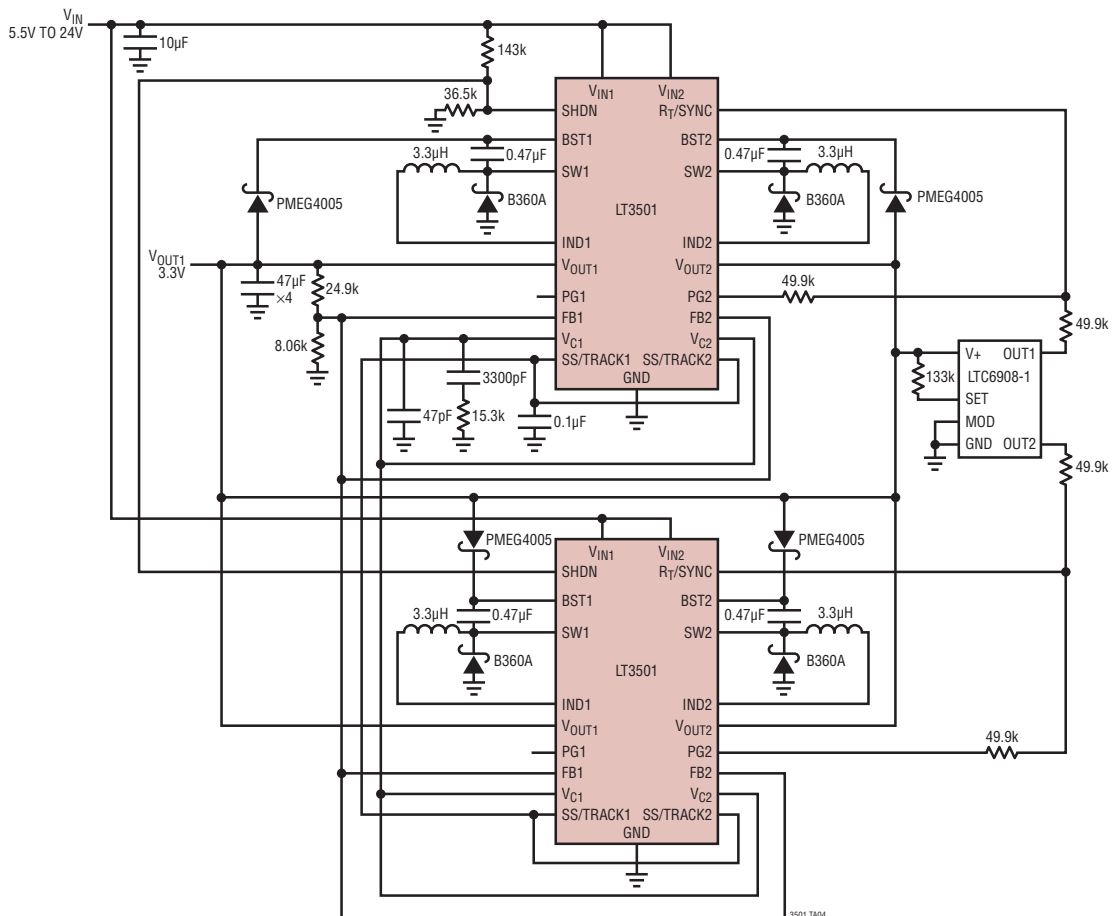 VIN
5.5V TO 24V
10µF
143k
36.5k
VIN1
VIN2
SHDN
RT/SYNC
BST1
BST2
3.3µH
0.47µF
0.47µF
3.3µH
SW1
SW2
PMEG4005
B360A
LT3501
B360A
PMEG4005
IND1
IND2
VOUT1
3.3V
VOUT1
VOUT2
47µF
×4
24.9k
PG1
PG2
49.9k
FB1
FB2
49.9k
8.06k
VC1
VC2
SS/TRACK1
SS/TRACK2
GND
3300pF
47pF
15.3k
0.1µF
V+
OUT1
133k
LTC6908-1
SET
MOD
GND
OUT2
49.9k
PMEG4005
VIN1
VIN2
PMEG4005
SHDN
RT/SYNC
BST1
BST2
3.3µH
0.47µF
0.47µF
3.3µH
SW1
SW2
B360A
LT3501
B360A
IND1
IND2
VOUT1
VOUT2
49.9k
PG1
PG2
FB1
FB2
VC1
VC2
SS/TRACK1
SS/TRACK2
GND
3501 TA04